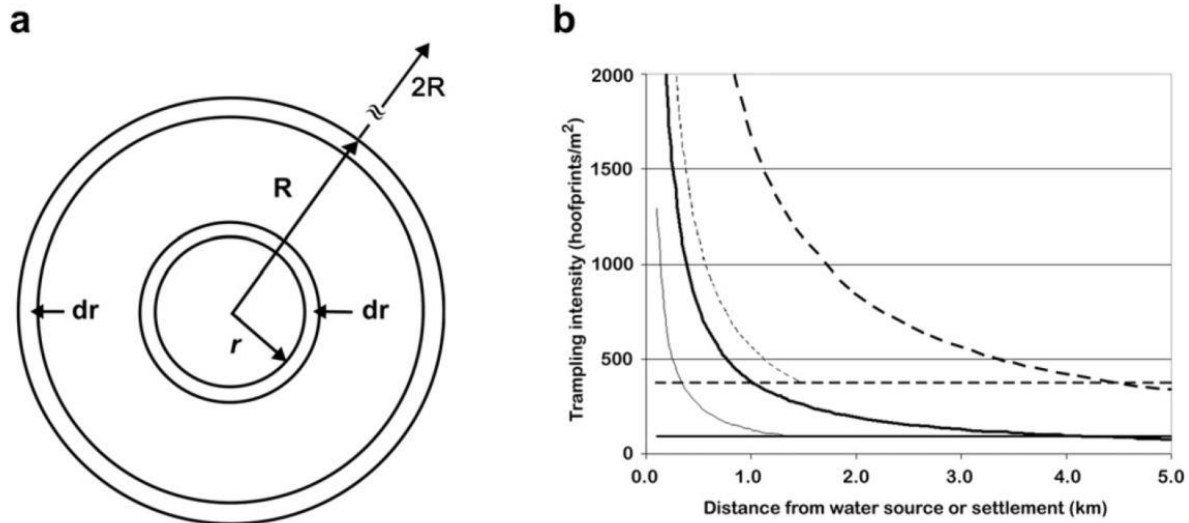 a
2R
R
dr
dr
r
b
Trampling intensity (hoofprints/m²)
2000
1500
1000
500
0
0.0 1.0 2.0 3.0 4.0 5.0
Distance from water source or settlement (km)